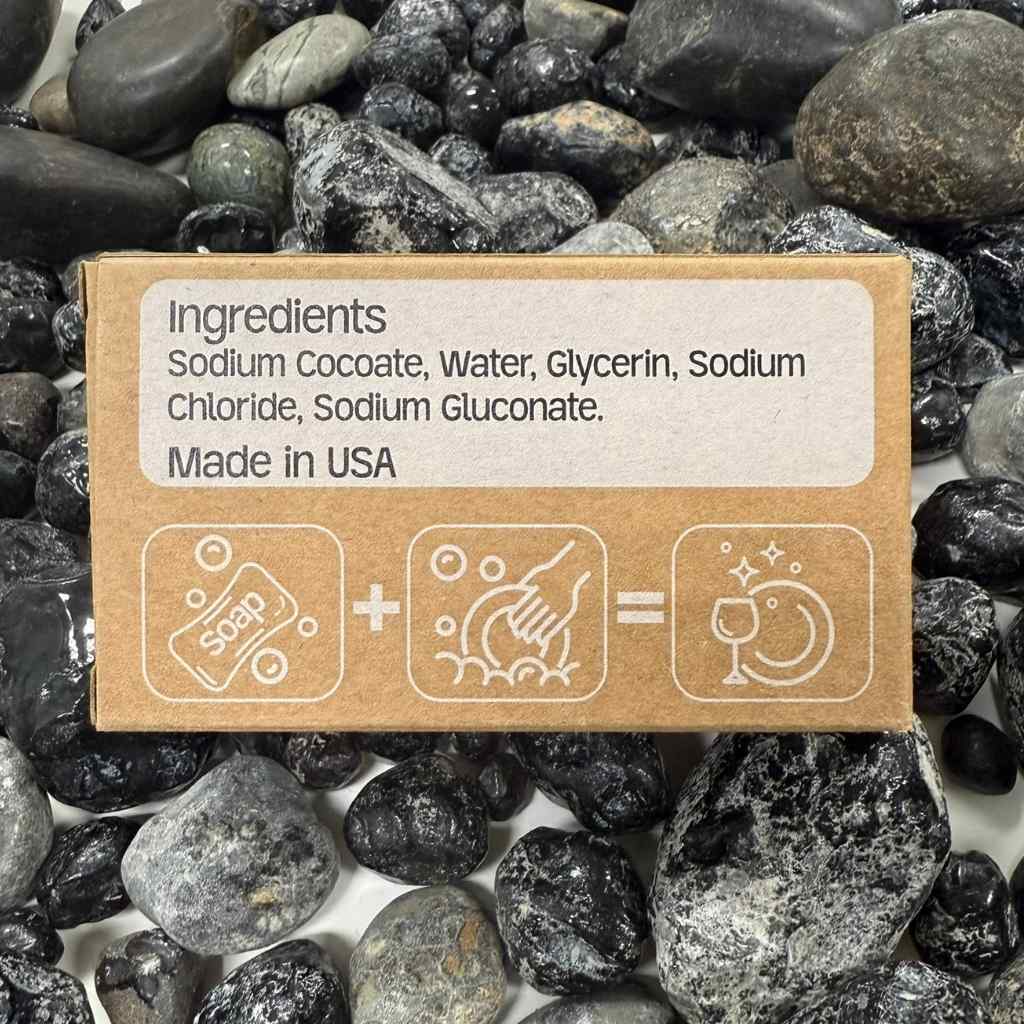 Ingredients
Sodium Cocoate, Water, Glycerin, Sodium
Chloride, Sodium Gluconate.
Made in USA
soap
+
=